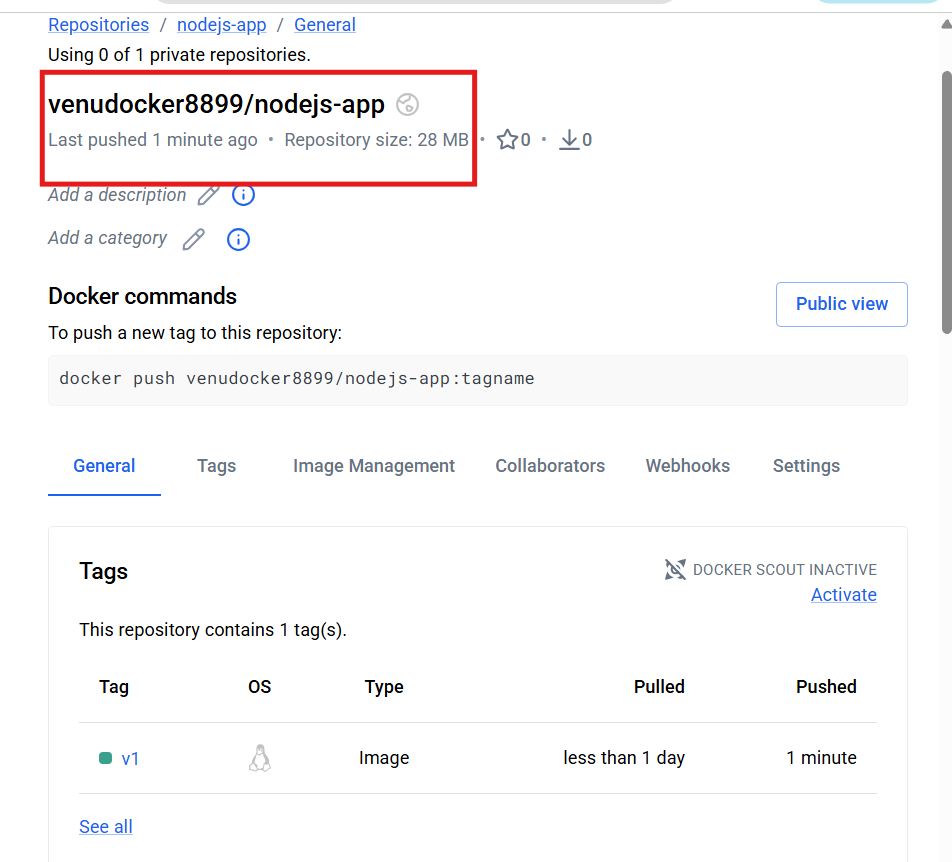 Repositories / nodejs-app / General
Using 0 of 1 private repositories.
venudocker8899/nodejs-app
Last pushed 1 minute ago • Repository size: 28 MB • 0 • 0
Add a description
Add a category
Docker commands
Public view
To push a new tag to this repository:
docker push venudocker8899/nodejs-app:tagname
General Tags Image Management Collaborators Webhooks Settings
Tags
DOCKER SCOUT INACTIVE
Activate
This repository contains 1 tag(s).
Tag OS Type Pulled Pushed
v1 Image less than 1 day 1 minute
See all